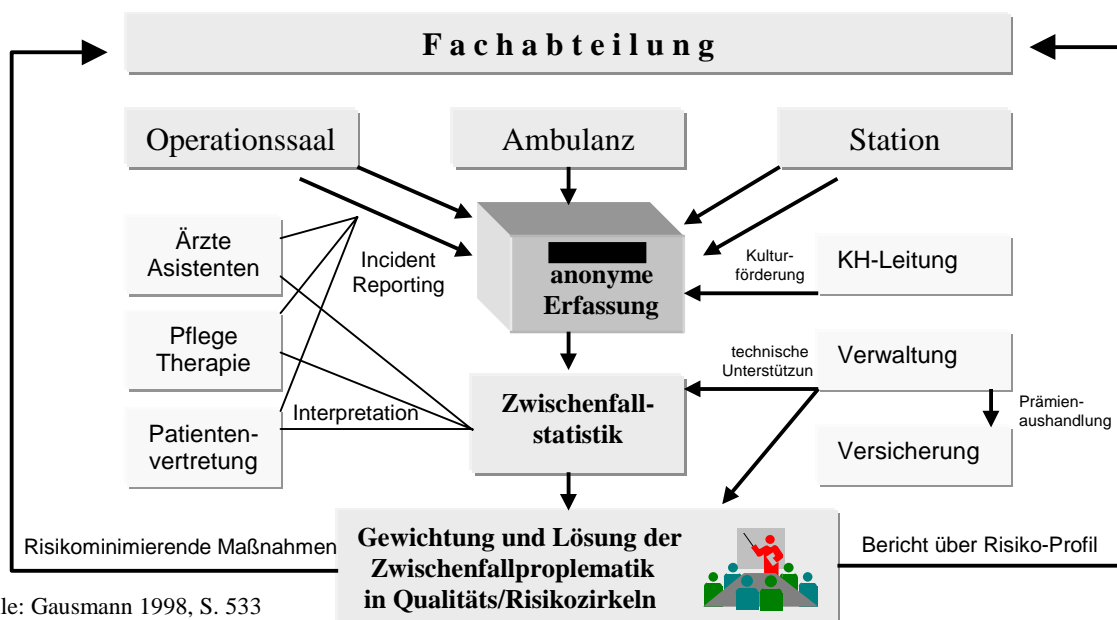 Fachabteilung
Operationssaal
Ambulanz
Station
Ärzte
Asistenten
Incident
Reporting
anonyme
Erfassung
Kultur-
förderung
KH-Leitung
Pflege
Therapie
technische
Unterstützun
Verwaltung
Zwischenfall-
statistik
Prämien-
aushandlung
Interpretation
Patienten-
vertretung
Versicherung
Risikominimierende Maßnahmen
Gewichtung und Lösung der
Zwischenfallproplematik
in Qualitäts/Risikozirkeln
Bericht über Risiko-Profil
le: Gausmann 1998, S. 533